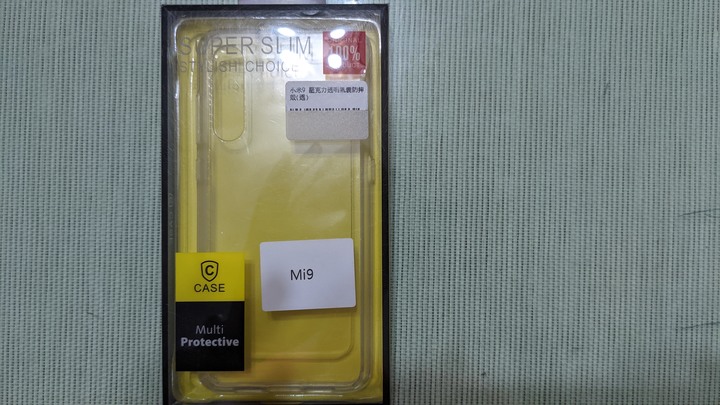 SUPER SLIM
STYLISH CHOICE
100%
小米9 壓克力透明氣囊防摔
殼(透)
Mi9
C
CASE
Multi
Protective